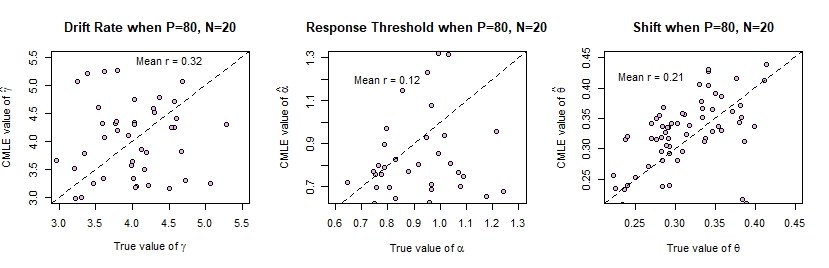 Drift Rate when P=80, N=20
Mean r = 0.32
CMLE value of γ̂
3.0 3.5 4.0 4.5 5.0 5.5
3.0 3.5 4.0 4.5 5.0 5.5
True value of γ
Response Threshold when P=80, N=20
Mean r = 0.12
CMLE value of α̂
0.7 0.9 1.1 1.3
0.6 0.7 0.8 0.9 1.0 1.1 1.2 1.3
True value of α
Shift when P=80, N=20
Mean r = 0.21
CMLE value of θ̂
0.25 0.30 0.35 0.40 0.45
0.25 0.30 0.35 0.40 0.45
True value of θ